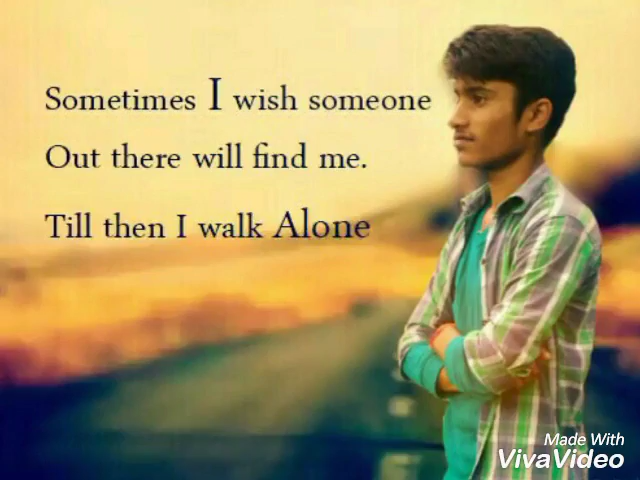 Sometimes I wish someone
Out there will find me.
Till then I walk Alone
Made With
VivaVideo